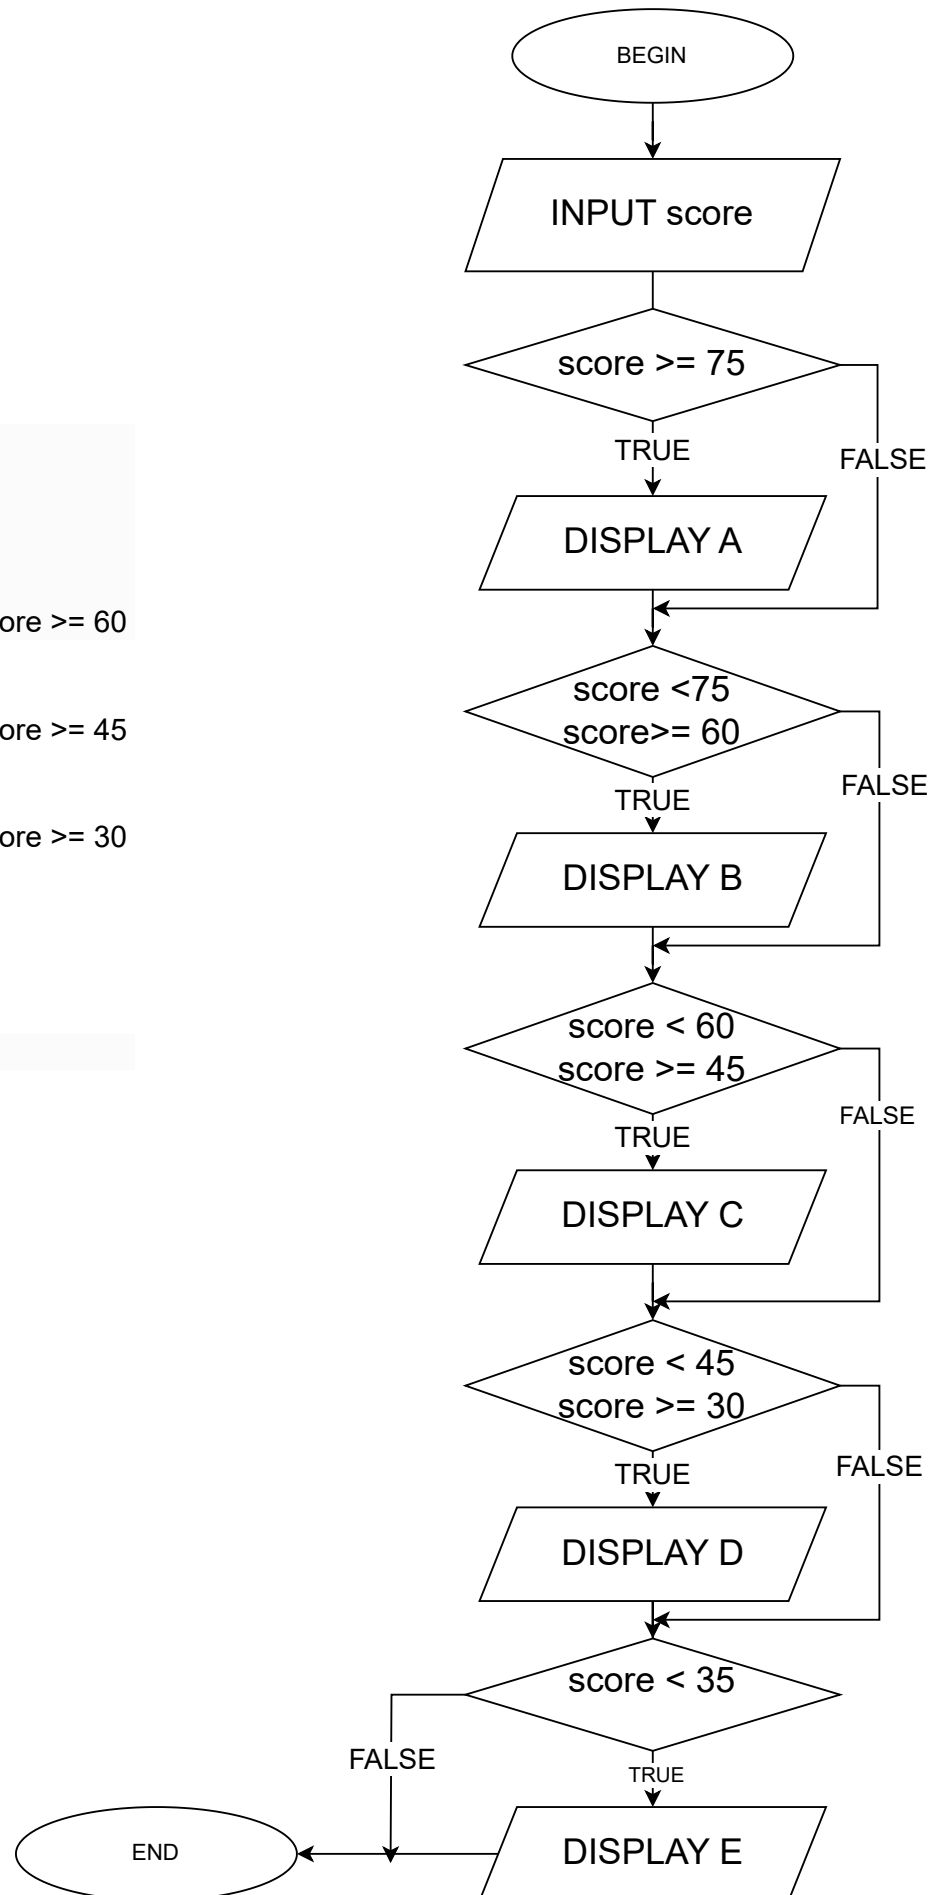 BEGIN
INPUT score
score >= 75
TRUE
FALSE
DISPLAY A
ore >= 60
score <75
score>= 60
ore >= 45
TRUE
FALSE
ore >= 30
DISPLAY B
score < 60
score >= 45
TRUE
FALSE
DISPLAY C
score < 45
score >= 30
TRUE
FALSE
DISPLAY D
score < 35
FALSE
TRUE
END
DISPLAY E